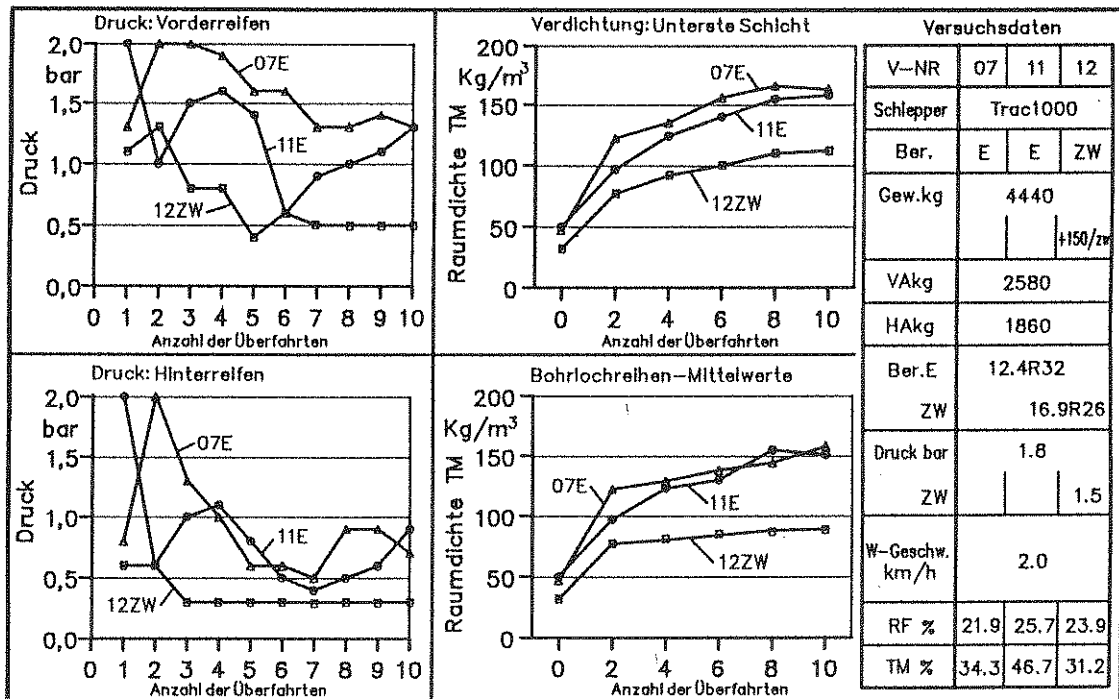 Druck: Vorderreifen
2,0
bar
1,5
1,0
0,5
0,0
Druck
07E
11E
12ZW
0 1 2 3 4 5 6 7 8 9 10
Anzahl der Überfahrten
Verdichtung: Unterste Schicht
200
Kg/m³
150
100
50
0
Raumdichte TM
07E
11E
12ZW
0 2 4 6 8 10
Anzahl der Überfahrten
Druck: Hinterreifen
2,0
bar
1,5
1,0
0,5
0,0
Druck
07E
11E
12ZW
0 1 2 3 4 5 6 7 8 9 10
Anzahl der Überfahrten
Bohrlochreihen-Mittelwerte
200
Kg/m³
150
100
50
0
Raumdichte TM
07E
11E
12ZW
0 2 4 6 8 10
Anzahl der Überfahrten
Versuchsdaten
V-NR 07 11 12
Schlepper Trac1000
Ber. E E ZW
Gew.kg 4440
+150/zw
VAkg 2580
HAkg 1860
Ber.E 12.4R32
ZW 16.9R26
Druck bar 1.8
ZW 1.5
W-Geschw.
km/h 2.0
RF % 21.9 25.7 23.9
TM % 34.3 46.7 31.2